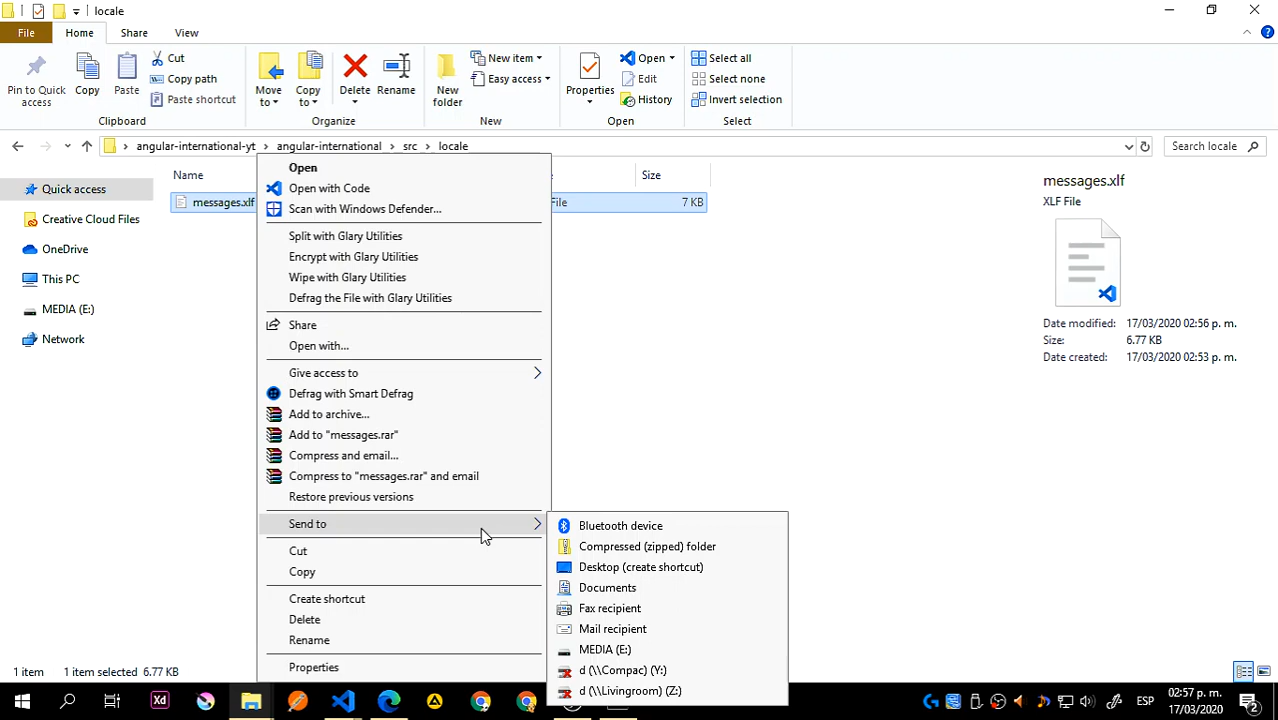 locale
File Home Share View
Pin to Quick access
Copy
Paste
Cut
Copy path
Paste shortcut
Clipboard
Move to
Copy to
Delete
Rename
Organize
New folder
New item
Easy access
New
Properties
Open
Edit
History
Open
Select all
Select none
Invert selection
Select
angular-international-yt > angular-international > src > locale
Search locale
Quick access
Creative Cloud Files
OneDrive
This PC
MEDIA (E:)
Network
Name
Size
messages.xlf
File
7 KB
Open
Open with Code
Scan with Windows Defender...
Split with Glary Utilities
Encrypt with Glary Utilities
Wipe with Glary Utilities
Defrag the File with Glary Utilities
Share
Open with...
Give access to
Defrag with Smart Defrag
Add to archive...
Add to "messages.rar"
Compress and email...
Compress to "messages.rar" and email
Restore previous versions
Send to
Cut
Copy
Create shortcut
Delete
Rename
Properties
Bluetooth device
Compressed (zipped) folder
Desktop (create shortcut)
Documents
Fax recipient
Mail recipient
MEDIA (E:)
d (\\Compac) (Y:)
d (\\Livingroom) (Z:)
messages.xlf
XLF File
Date modified: 17/03/2020 02:56 p. m.
Size: 6.77 KB
Date created: 17/03/2020 02:53 p. m.
1 item 1 item selected 6.77 KB
Xd
ESP
02:57 p. m.
17/03/2020
2